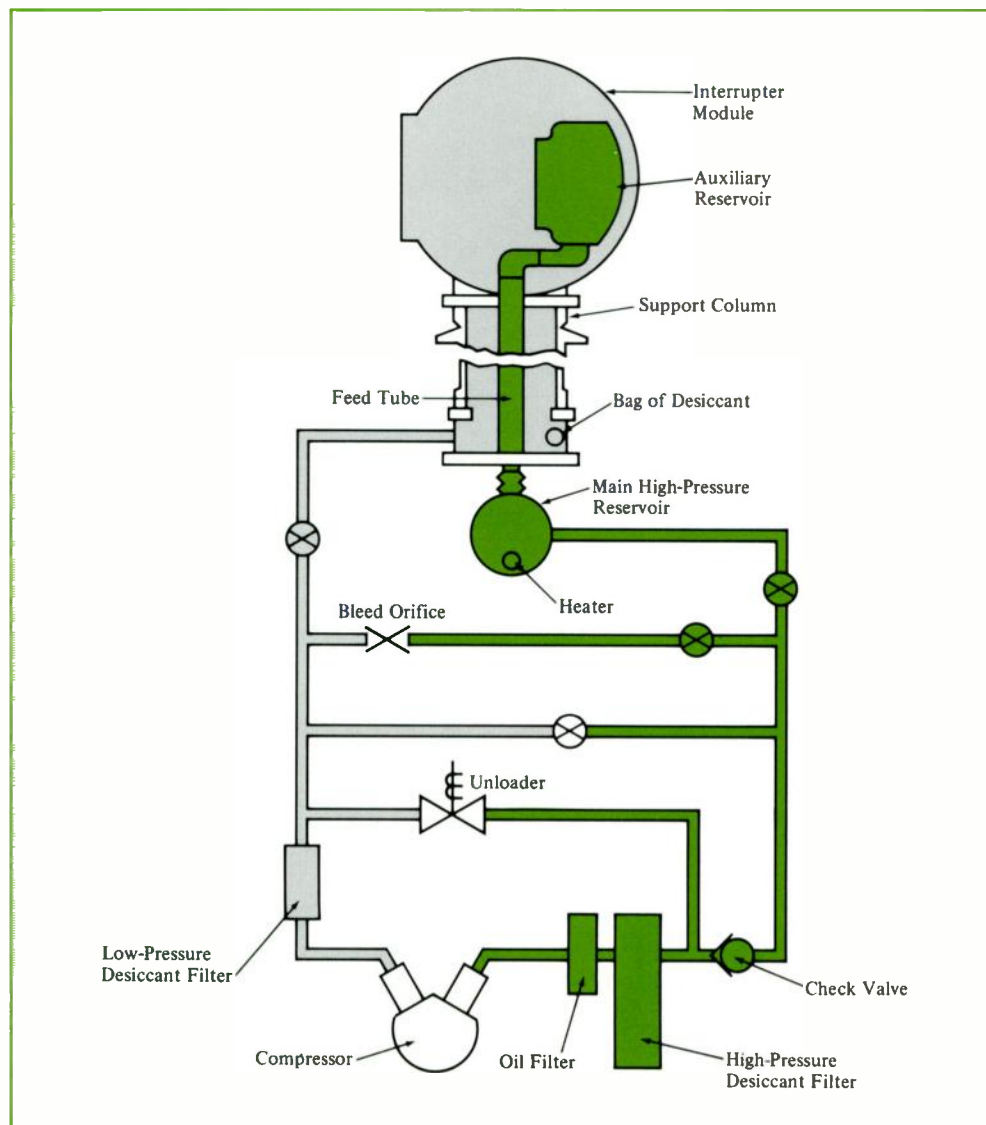 Interrupter
Module
Auxiliary
Reservoir
Support Column
Feed Tube
Bag of Desiccant
Main High-Pressure
Reservoir
Heater
Bleed Orifice
Unloader
Low-Pressure
Desiccant Filter
Check Valve
Compressor
Oil Filter
High-Pressure
Desiccant Filter